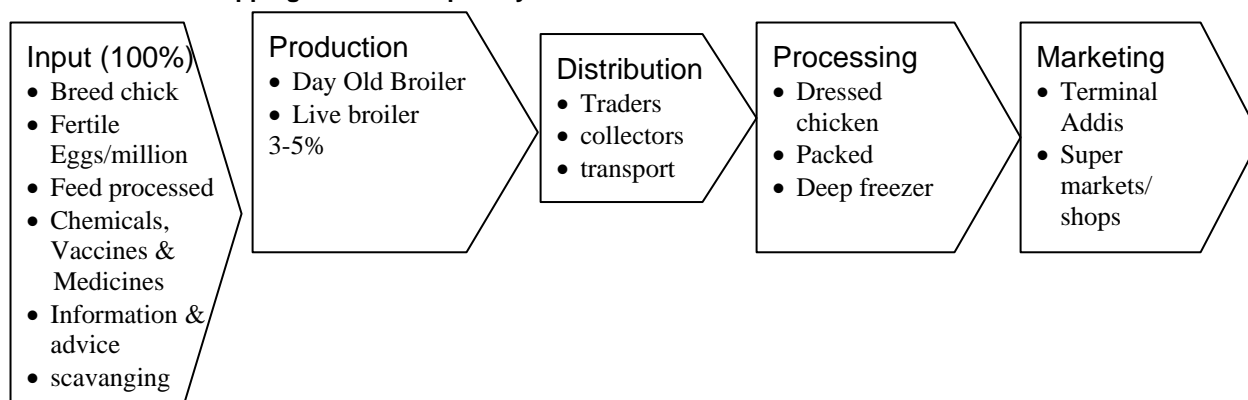 Input (100%)
• Breed chick
• Fertile
Eggs/million
• Feed processed
• Chemicals,
Vaccines &
Medicines
• Information &
advice
• scavanging
Production
• Day Old Broiler
• Live broiler
3-5%
Distribution
• Traders
• collectors
• transport
Processing
• Dressed
chicken
• Packed
• Deep freezer
Marketing
• Terminal
Addis
• Super
markets/
shops